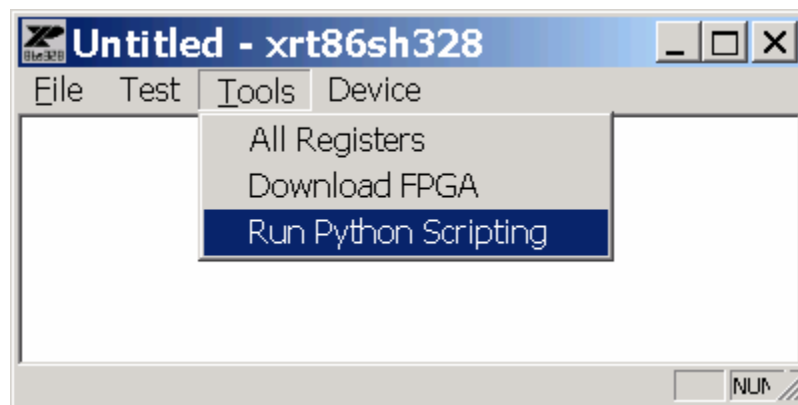 Untitled - xrt86sh328
File Test Tools Device
All Registers
Download FPGA
Run Python Scripting
NUM